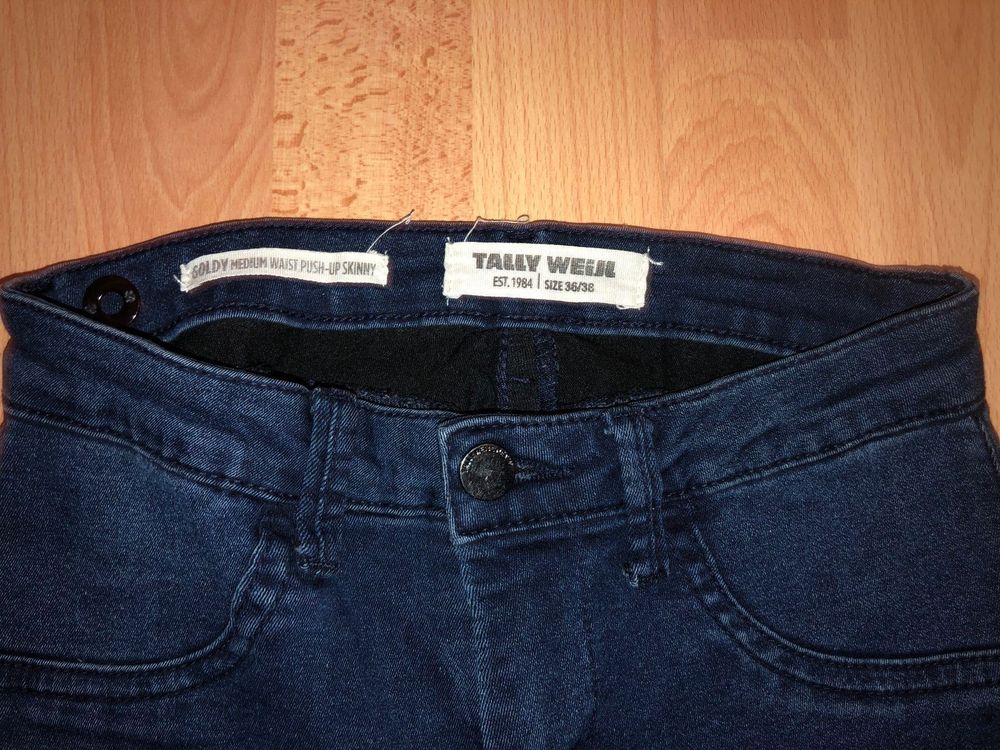 GOLDY MEDIUM WAIST PUSH-UP SKINNY
TALLY WEIJL
EST. 1984 | SIZE 36/38